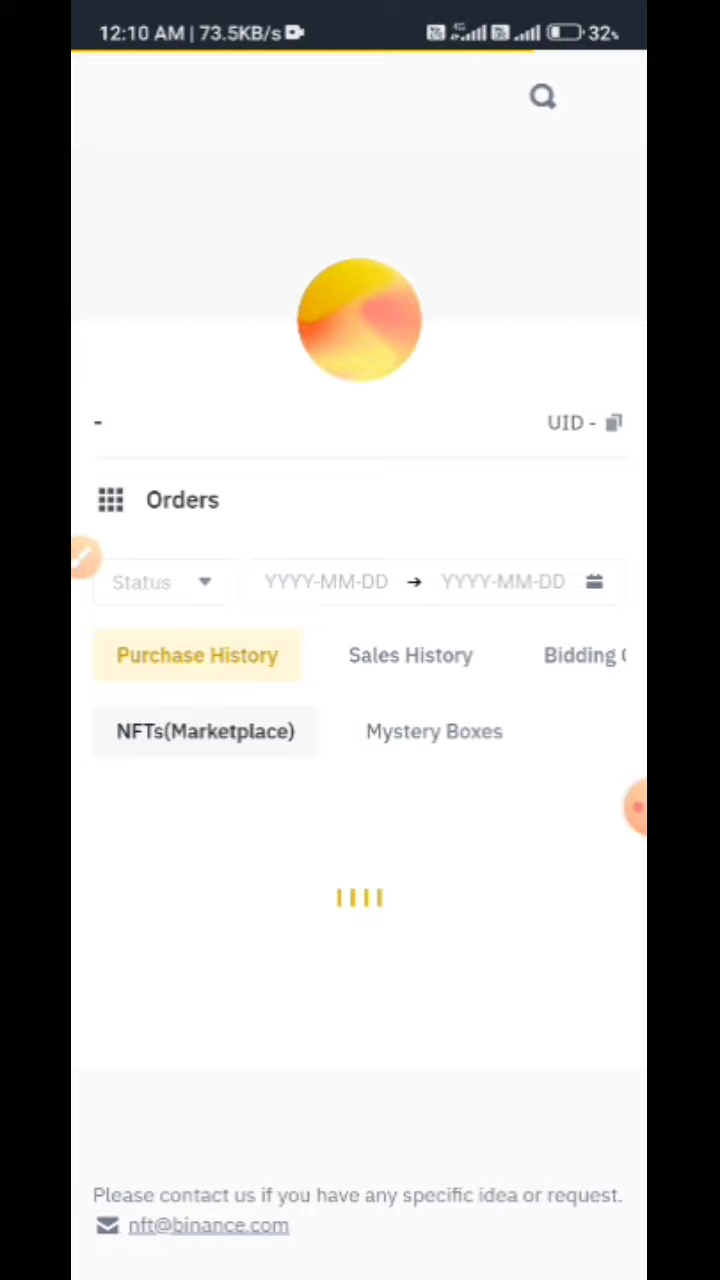 12:10 AM | 73.5KB/s 4G 32%
-
UID -
Orders
Status YYYY-MM-DD → YYYY-MM-DD
Purchase History Sales History Bidding
NFTs(Marketplace) Mystery Boxes
Please contact us if you have any specific idea or request.
nft@binance.com